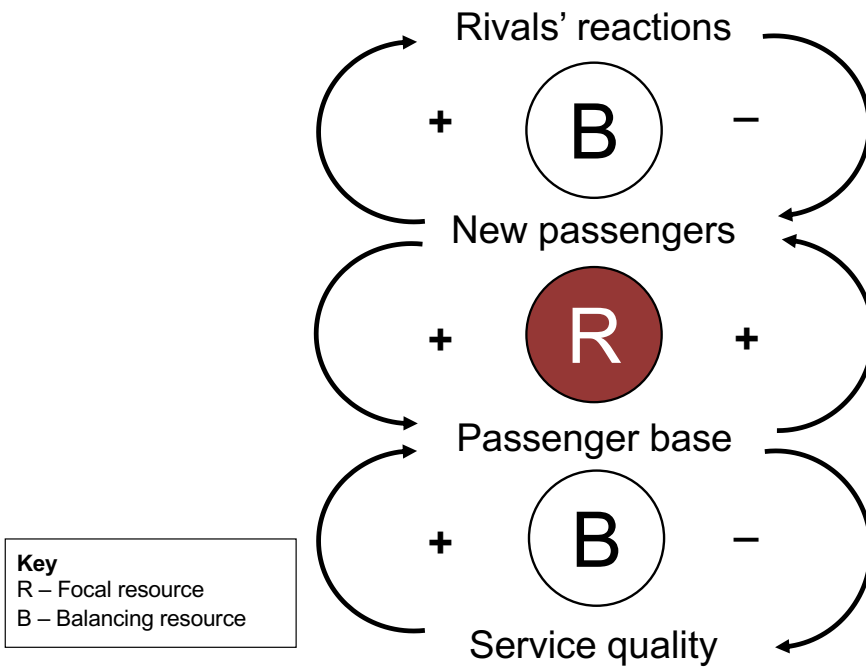 Rivals’ reactions
+ B –
New passengers
+ R +
Passenger base
+ B –
Service quality
Key
R – Focal resource
B – Balancing resource